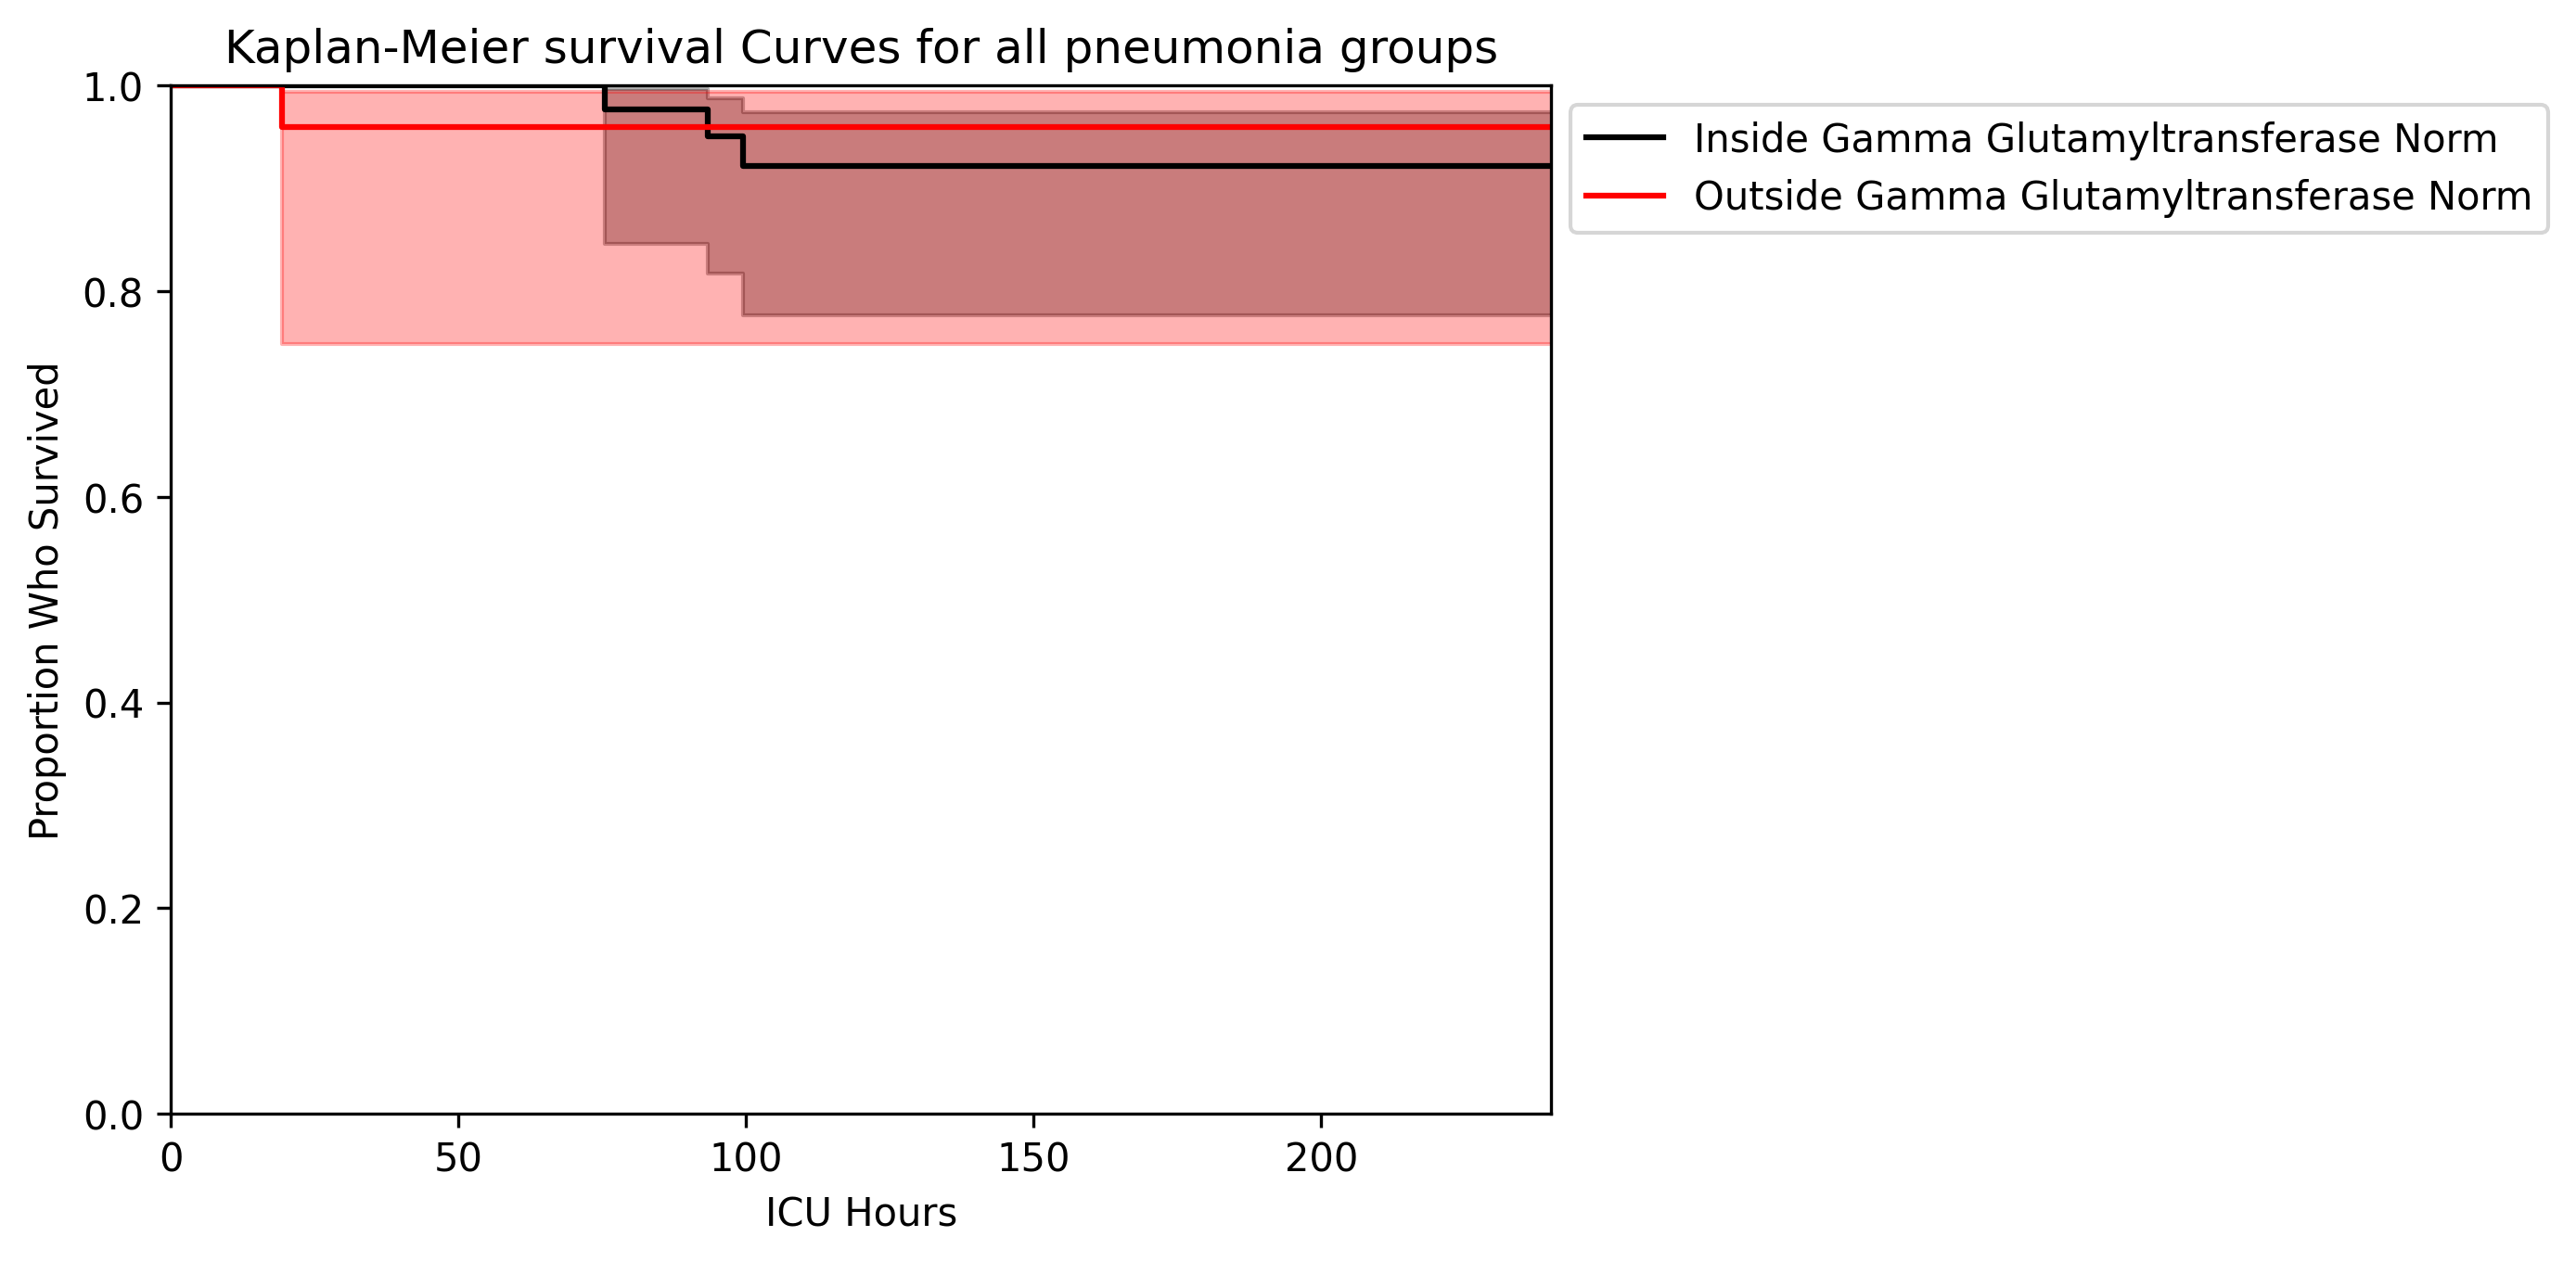 Kaplan-Meier survival Curves for all pneumonia groups
1.0
0.8
0.6
0.4
0.2
0.0
Proportion Who Survived
0 50 100 150 200
ICU Hours
Inside Gamma Glutamyltransferase Norm
Outside Gamma Glutamyltransferase Norm